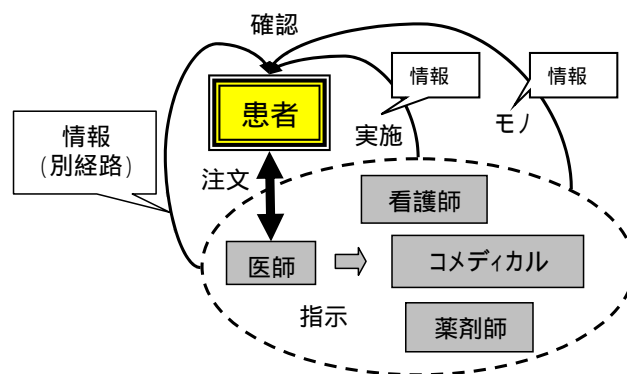 確認
情報
情報
患者
実施
モノ
情報
(別経路)
注文
看護師
医師
コメディカル
指示
薬剤師